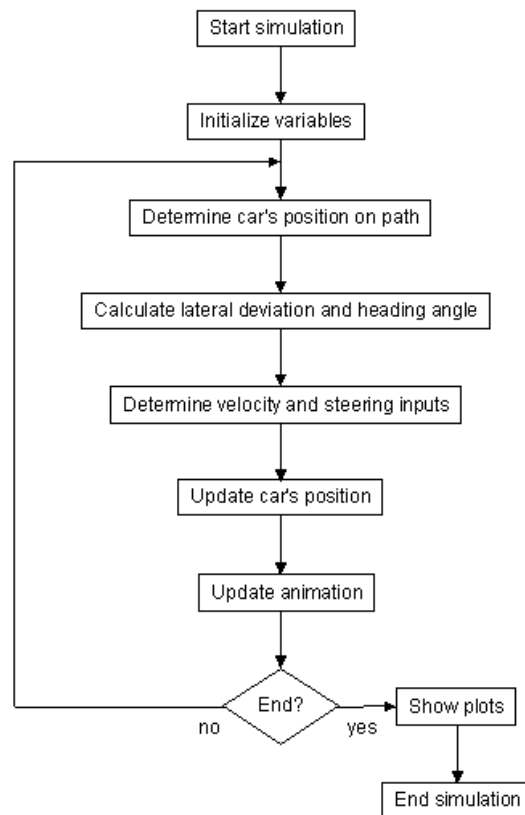 Start simulation
Initialize variables
Determine car's position on path
Calculate lateral deviation and heading angle
Determine velocity and steering inputs
Update car's position
Update animation
End?
no
yes
Show plots
End simulation